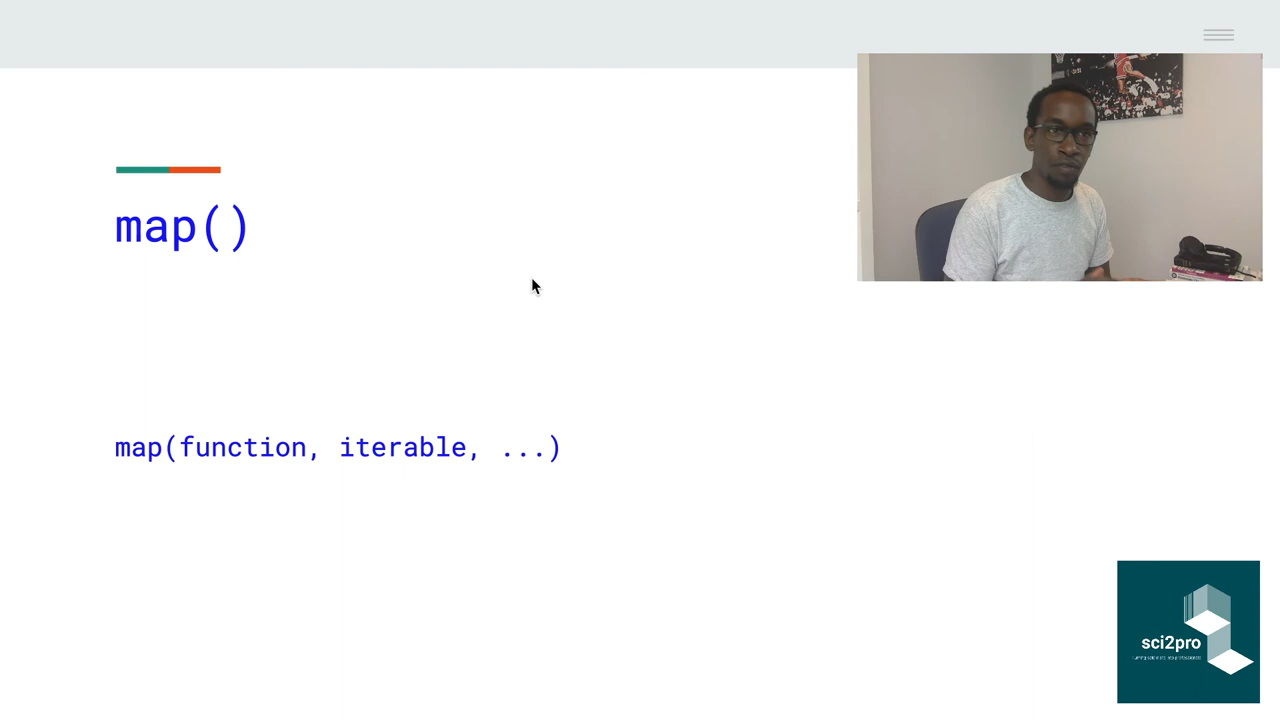 map()
map(function, iterable, ...)
sci2pro